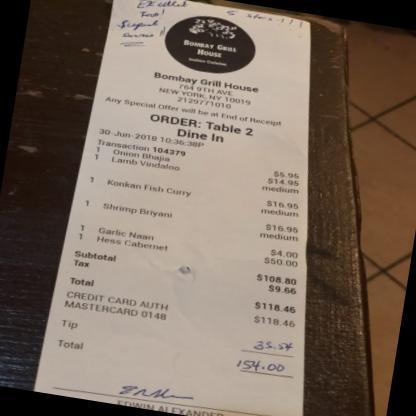 Excellent 5 stars!!!
Food!
Superb
Service!
BOMBAY GRILL
HOUSE
Indian Cuisine
Bombay Grill House
764 9TH AVE
NEW YORK, NY 10019
2129771010
Any Special Offer will be at End of Receipt
ORDER: Table 2
Dine In
30-Jun-2018 10:36:38P
Transaction 104379
1 Onion Bhajia $5.95
1 Lamb Vindaloo $14.95
medium
1 Konkan Fish Curry $16.95
medium
1 Shrimp Briyani $16.95
medium
1 Garlic Naan $4.00
1 Hess Cabernet $50.00
Subtotal $108.80
Tax $9.66
Total $118.46
CREDIT CARD AUTH $118.46
MASTERCARD 0148
Tip 35.54
Total 154.00
EDWIN ALEXANDER